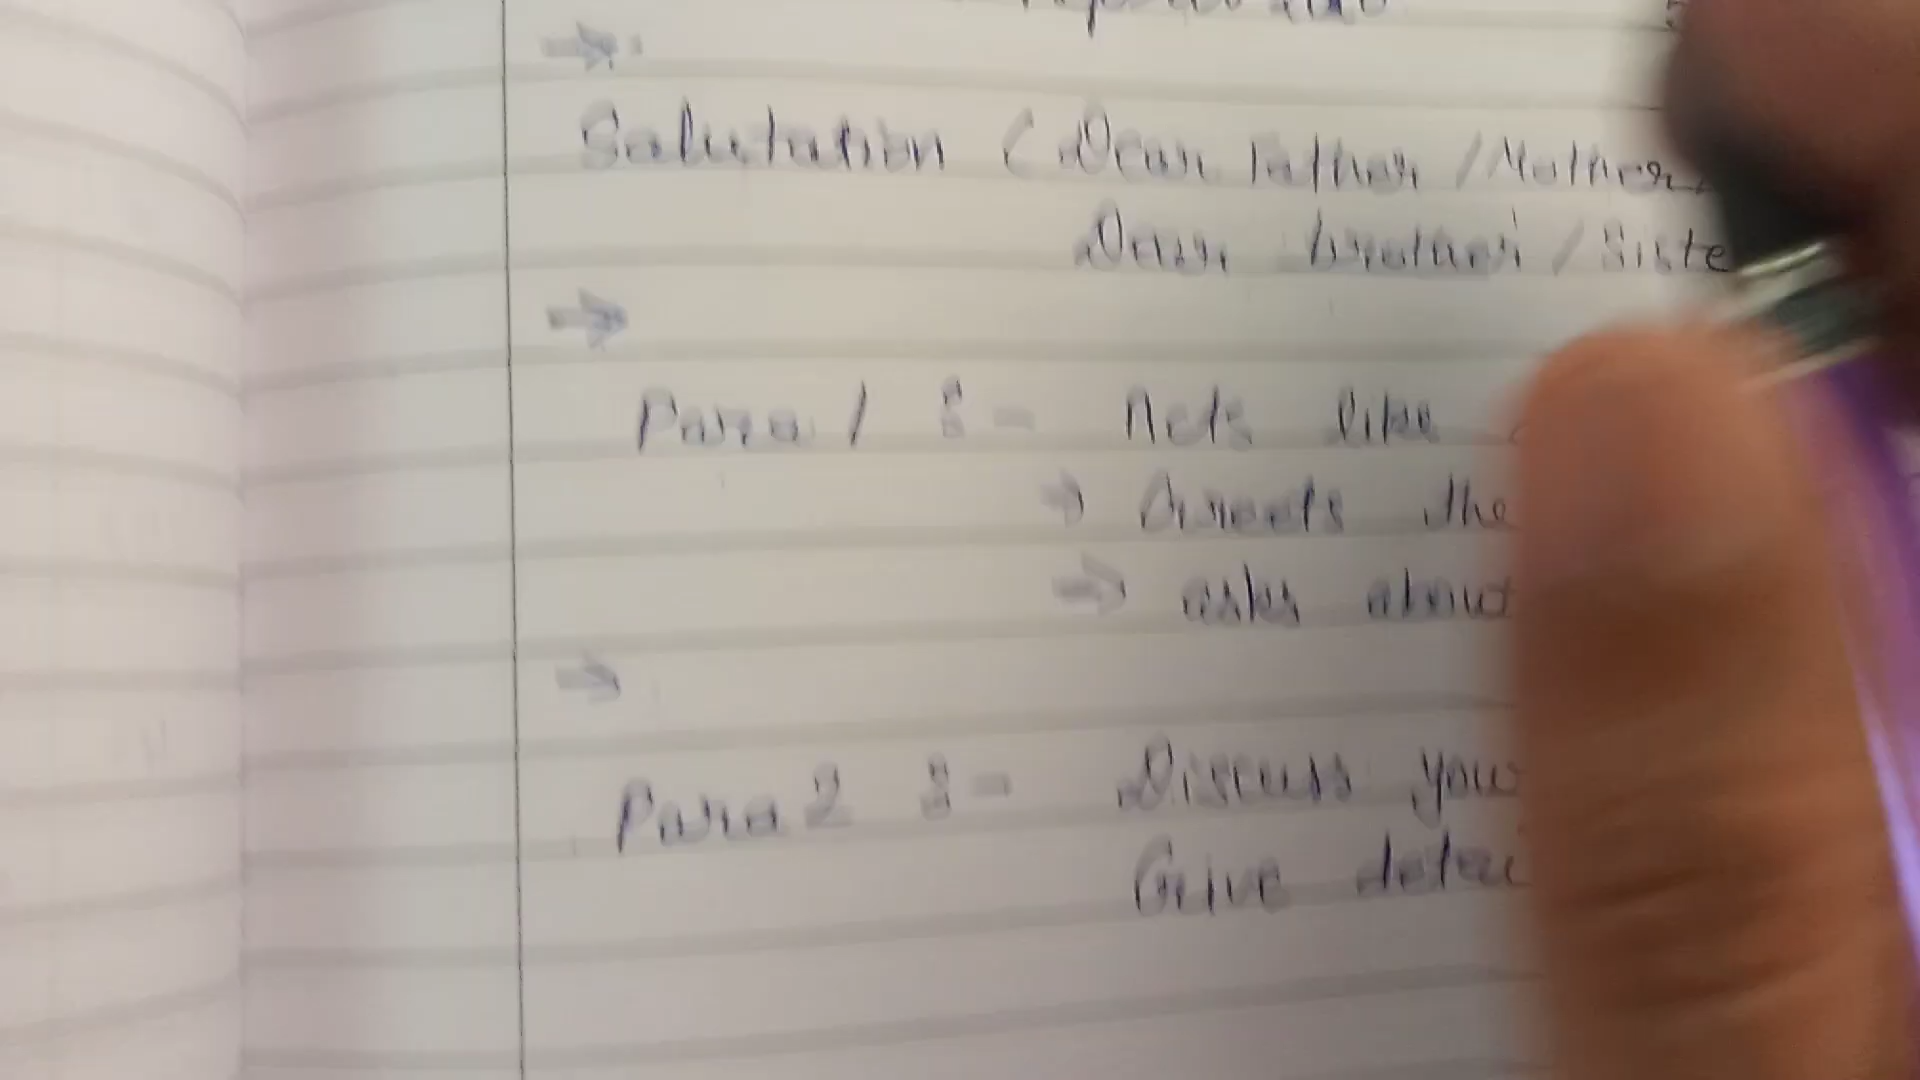 Salutation (Dear Father / Mother
Dear brother / Siste
Para 1 :- Acts like
→ Greets the
→ asks about
Para 2 :- Discuss you
Give detai